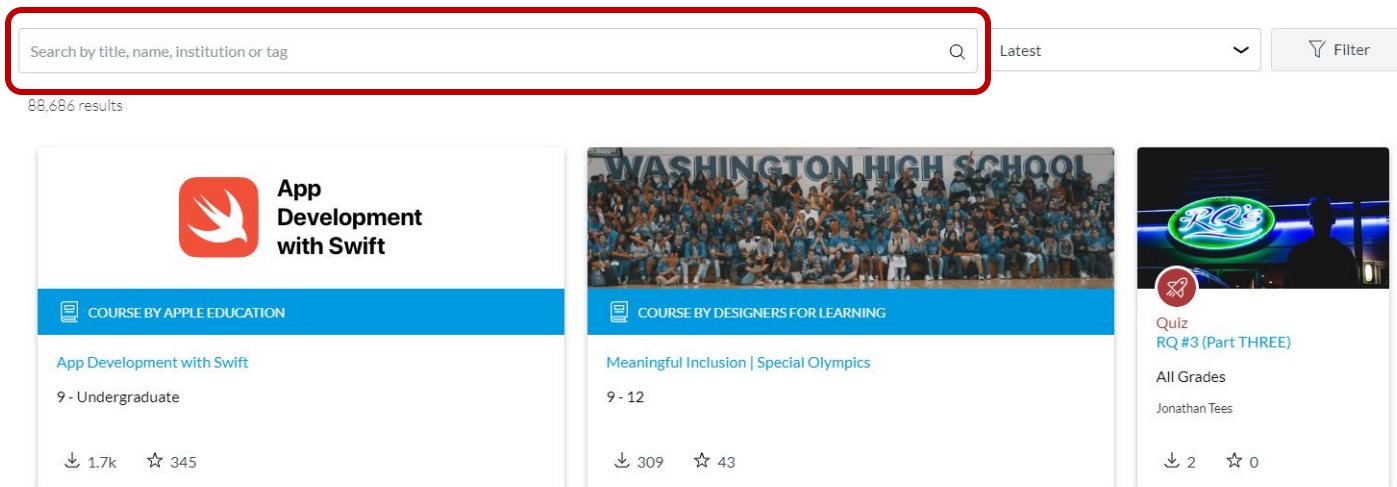 Search by title, name, institution or tag
Latest
Filter
88,686 results
App
Development
with Swift
COURSE BY APPLE EDUCATION
App Development with Swift
9 - Undergraduate
1.7k
345
WASHINGTON HIGH SCHOOL
COURSE BY DESIGNERS FOR LEARNING
Meaningful Inclusion | Special Olympics
9 - 12
309
43
RQ's
Quiz
RQ #3 (Part THREE)
All Grades
Jonathan Tees
2
0